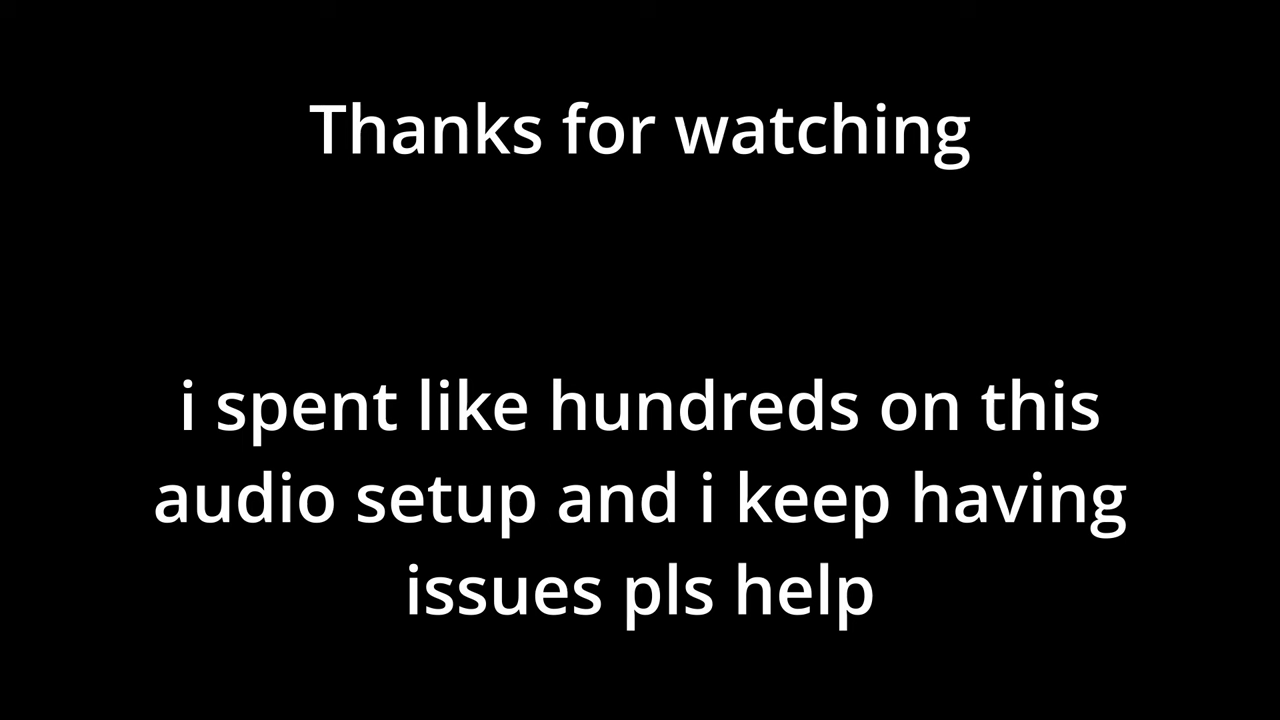 Thanks for watching
i spent like hundreds on this
audio setup and i keep having
issues pls help